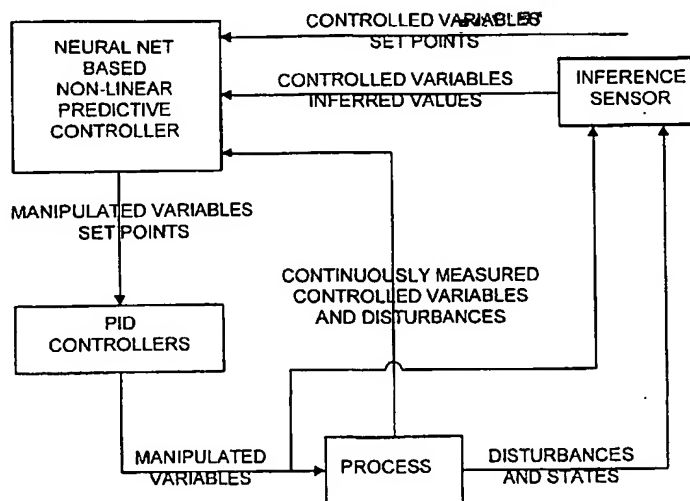 CONTROLLED VARIABLES
SET POINTS
NEURAL NET
BASED
NON-LINEAR
PREDICTIVE
CONTROLLER
CONTROLLED VARIABLES
INFERRED VALUES
INFERENCE
SENSOR
MANIPULATED VARIABLES
SET POINTS
CONTINUOUSLY MEASURED
CONTROLLED VARIABLES
AND DISTURBANCES
PID
CONTROLLERS
MANIPULATED
VARIABLES
PROCESS
DISTURBANCES
AND STATES